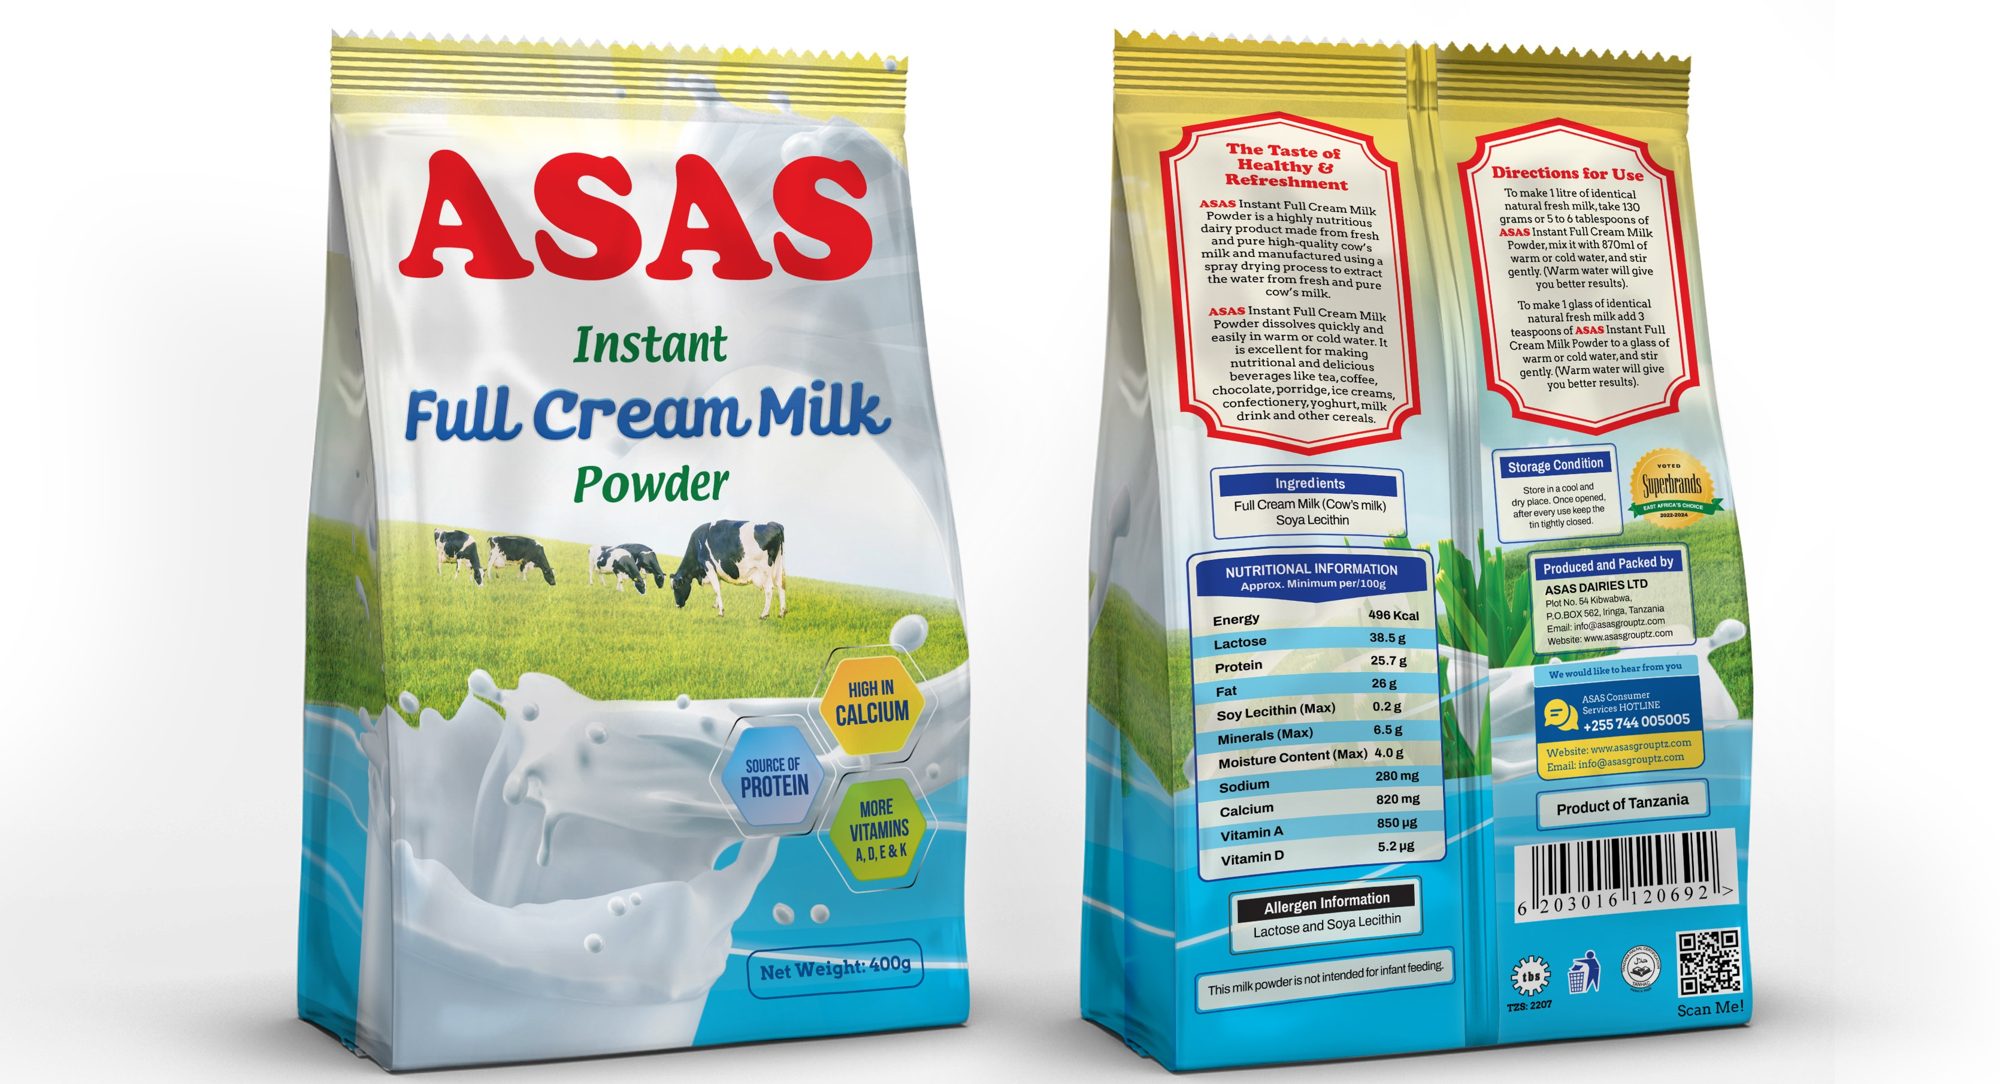 ASAS
Instant
Full Cream Milk
Powder
HIGH IN
CALCIUM
SOURCE OF
PROTEIN
MORE
VITAMINS
A, D, E & K
Net Weight: 400g
The Taste of
Healthy &
Refreshment
ASAS Instant Full Cream Milk
Powder is a highly nutritious
dairy product made from fresh
and pure high-quality cow's
milk and manufactured using a
spray drying process to extract
the water from fresh and pure
cow's milk.
ASAS Instant Full Cream Milk
Powder dissolves quickly and
easily in warm or cold water. It
is excellent for making
nutritional and delicious
beverages like tea, coffee,
chocolate, porridge, ice creams,
confectionery, yoghurt, milk
drink and other cereals.
Ingredients
Full Cream Milk (Cow's milk)
Soya Lecithin
NUTRITIONAL INFORMATION
Approx. Minimum per/100g
Energy 496 Kcal
Lactose 38.5 g
Protein 25.7 g
Fat 26 g
Soy Lecithin (Max) 0.2 g
Minerals (Max) 6.5 g
Moisture Content (Max) 4.0 g
Sodium 280 mg
Calcium 820 mg
Vitamin A 850 µg
Vitamin D 5.2 µg
Allergen Information
Lactose and Soya Lecithin
This milk powder is not intended for infant feeding.
Directions for Use
To make 1 litre of identical
natural fresh milk, take 130
grams or 5 to 6 tablespoons of
ASAS Instant Full Cream Milk
Powder, mix it with 870ml of
warm or cold water, and stir
gently. (Warm water will give
you better results).
To make 1 glass of identical
natural fresh milk add 3
teaspoons of ASAS Instant Full
Cream Milk Powder to a glass of
warm or cold water, and stir
gently. (Warm water will give
you better results).
Storage Condition
Store in a cool and
dry place. Once opened,
after every use keep the
tin tightly closed.
VOTED
Superbrands
EAST AFRICA'S CHOICE
2022-2024
Produced and Packed by
ASAS DAIRIES LTD
Plot No. 54 Kibwabwa,
P.O.BOX 562, Iringa, Tanzania
Email: info@asasgrouptz.com
Website: www.asasgrouptz.com
We would like to hear from you
ASAS Consumer
Services HOTLINE
+255 744 005005
Website: www.asasgrouptz.com
Email: info@asasgrouptz.com
Product of Tanzania
6 203016 120692 >
tbs
TZS: 2207
Scan Me!